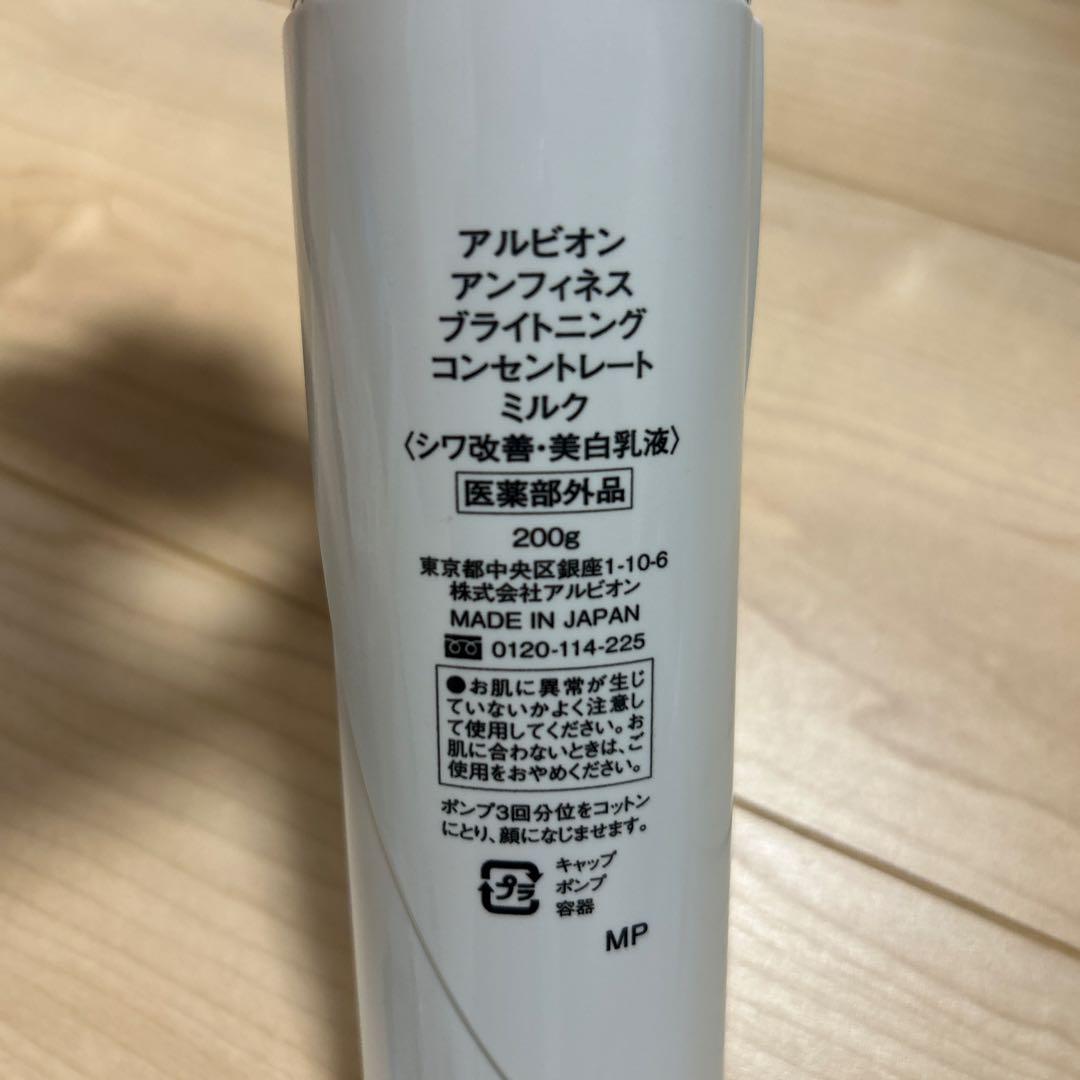 アルビオン
アンフィネス
ブライトニング
コンセントレート
ミルク
〈シワ改善・美白乳液〉
医薬部外品
200g
東京都中央区銀座1-10-6
株式会社アルビオン
MADE IN JAPAN
0120-114-225
●お肌に異常が生じ
ていないかよく注意し
て使用してください。お
肌に合わないときは、ご
使用をおやめください。
ポンプ3回分位をコットン
にとり、顔になじませます。
プラ
キャップ
ポンプ
容器
MP